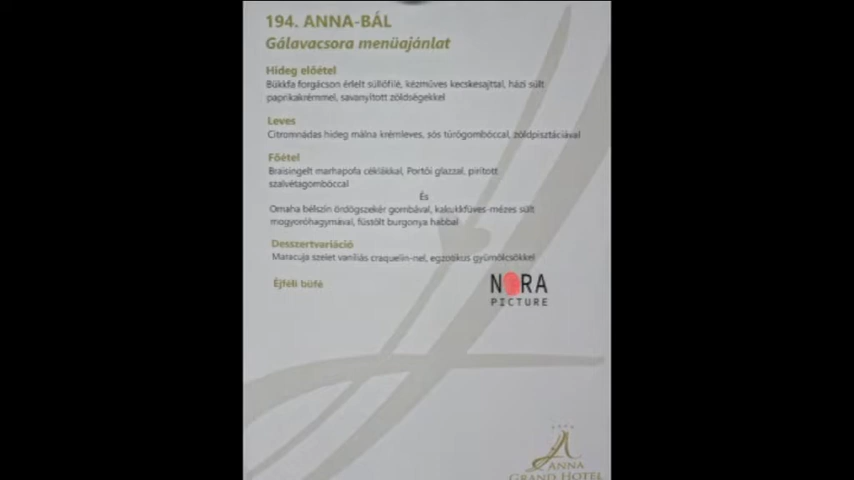 194. ANNA-BÁL
Gálavacsora menüajánlat
Hideg előétel
Bükkfa forgácson érlelt süllőfilé, kézműves kecskesajttal, házi sült
paprikakrémmel, savanyított zöldségekkel
Leves
Citromnádas hideg málna krémleves, sós túrógombóccal, zöldpisztáciával
Főétel
Braisingelt marhapofa céklákkal, Portói glazzal, pirított
szalvétagombóccal
És
Omaha bélszín ördögszekér gombával, kakukkfüves-mézes sült
mogyoróhagymával, füstölt burgonya habbal
Desszertvariáció
Maracuja szelet vaníliás craquelin-nel, egzotikus gyümölcsökkel
Éjféli büfé
NORA
PICTURE
ANNA
GRAND HOTEL